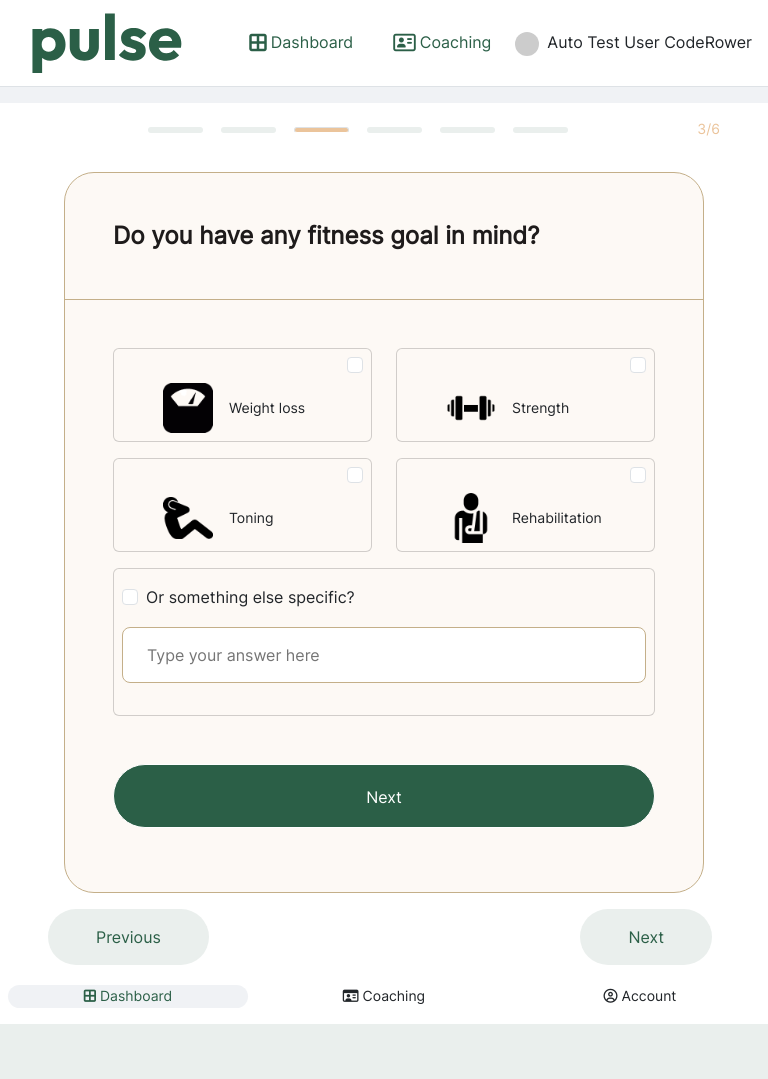 pulse
Dashboard
Coaching
Auto Test User CodeRower
3/6
Do you have any fitness goal in mind?
Weight loss
Strength
Toning
Rehabilitation
Or something else specific?
Type your answer here
Next
Previous
Next
Dashboard
Coaching
Account